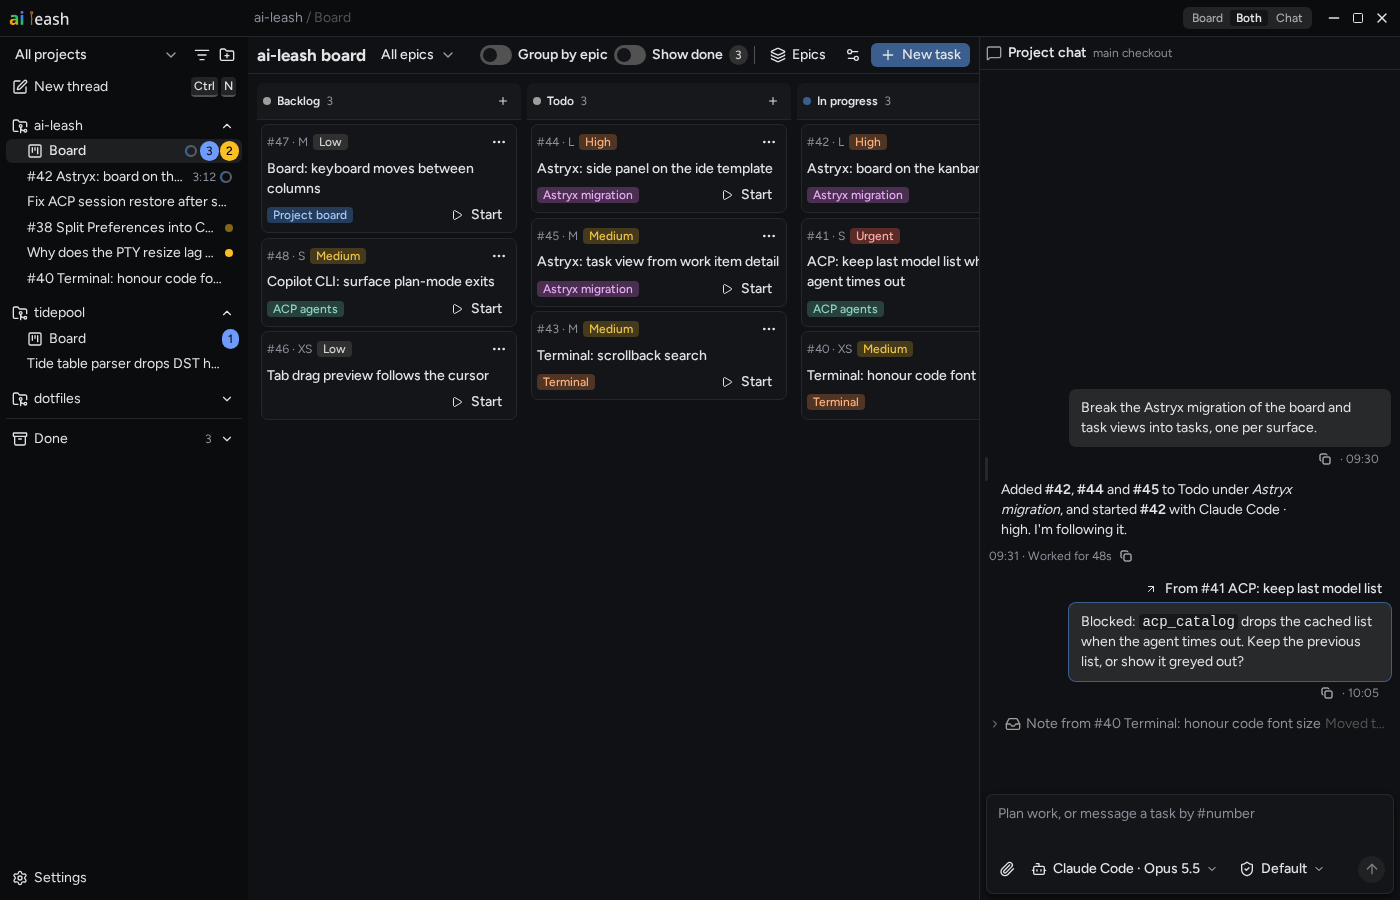 ai leash
ai-leash / Board
Board Both Chat
All projects
New thread Ctrl N
ai-leash
Board 3 2
#42 Astryx: board on th... 3:12
Fix ACP session restore after s...
#38 Split Preferences into C...
Why does the PTY resize lag ...
#40 Terminal: honour code fo...
tidepool
Board 1
Tide table parser drops DST h...
dotfiles
Done 3
Settings
ai-leash board All epics Group by epic Show done 3 Epics New task
Backlog 3
#47 · M Low
Board: keyboard moves between
columns
Project board Start
#48 · S Medium
Copilot CLI: surface plan-mode exits
ACP agents Start
#46 · XS Low
Tab drag preview follows the cursor
Start
Todo 3
#44 · L High
Astryx: side panel on the ide template
Astryx migration Start
#45 · M Medium
Astryx: task view from work item detail
Astryx migration Start
#43 · M Medium
Terminal: scrollback search
Terminal Start
In progress 3
#42 · L High
Astryx: board on the kanban
Astryx migration
#41 · S Urgent
ACP: keep last model list wh
agent times out
ACP agents
#40 · XS Medium
Terminal: honour code font
Terminal
Project chat main checkout
Break the Astryx migration of the board and
task views into tasks, one per surface.
· 09:30
Added #42, #44 and #45 to Todo under Astryx
migration, and started #42 with Claude Code ·
high. I'm following it.
09:31 · Worked for 48s
From #41 ACP: keep last model list
Blocked: acp_catalog drops the cached list
when the agent times out. Keep the previous
list, or show it greyed out?
· 10:05
Note from #40 Terminal: honour code font size Moved t...
Plan work, or message a task by #number
Claude Code · Opus 5.5 Default